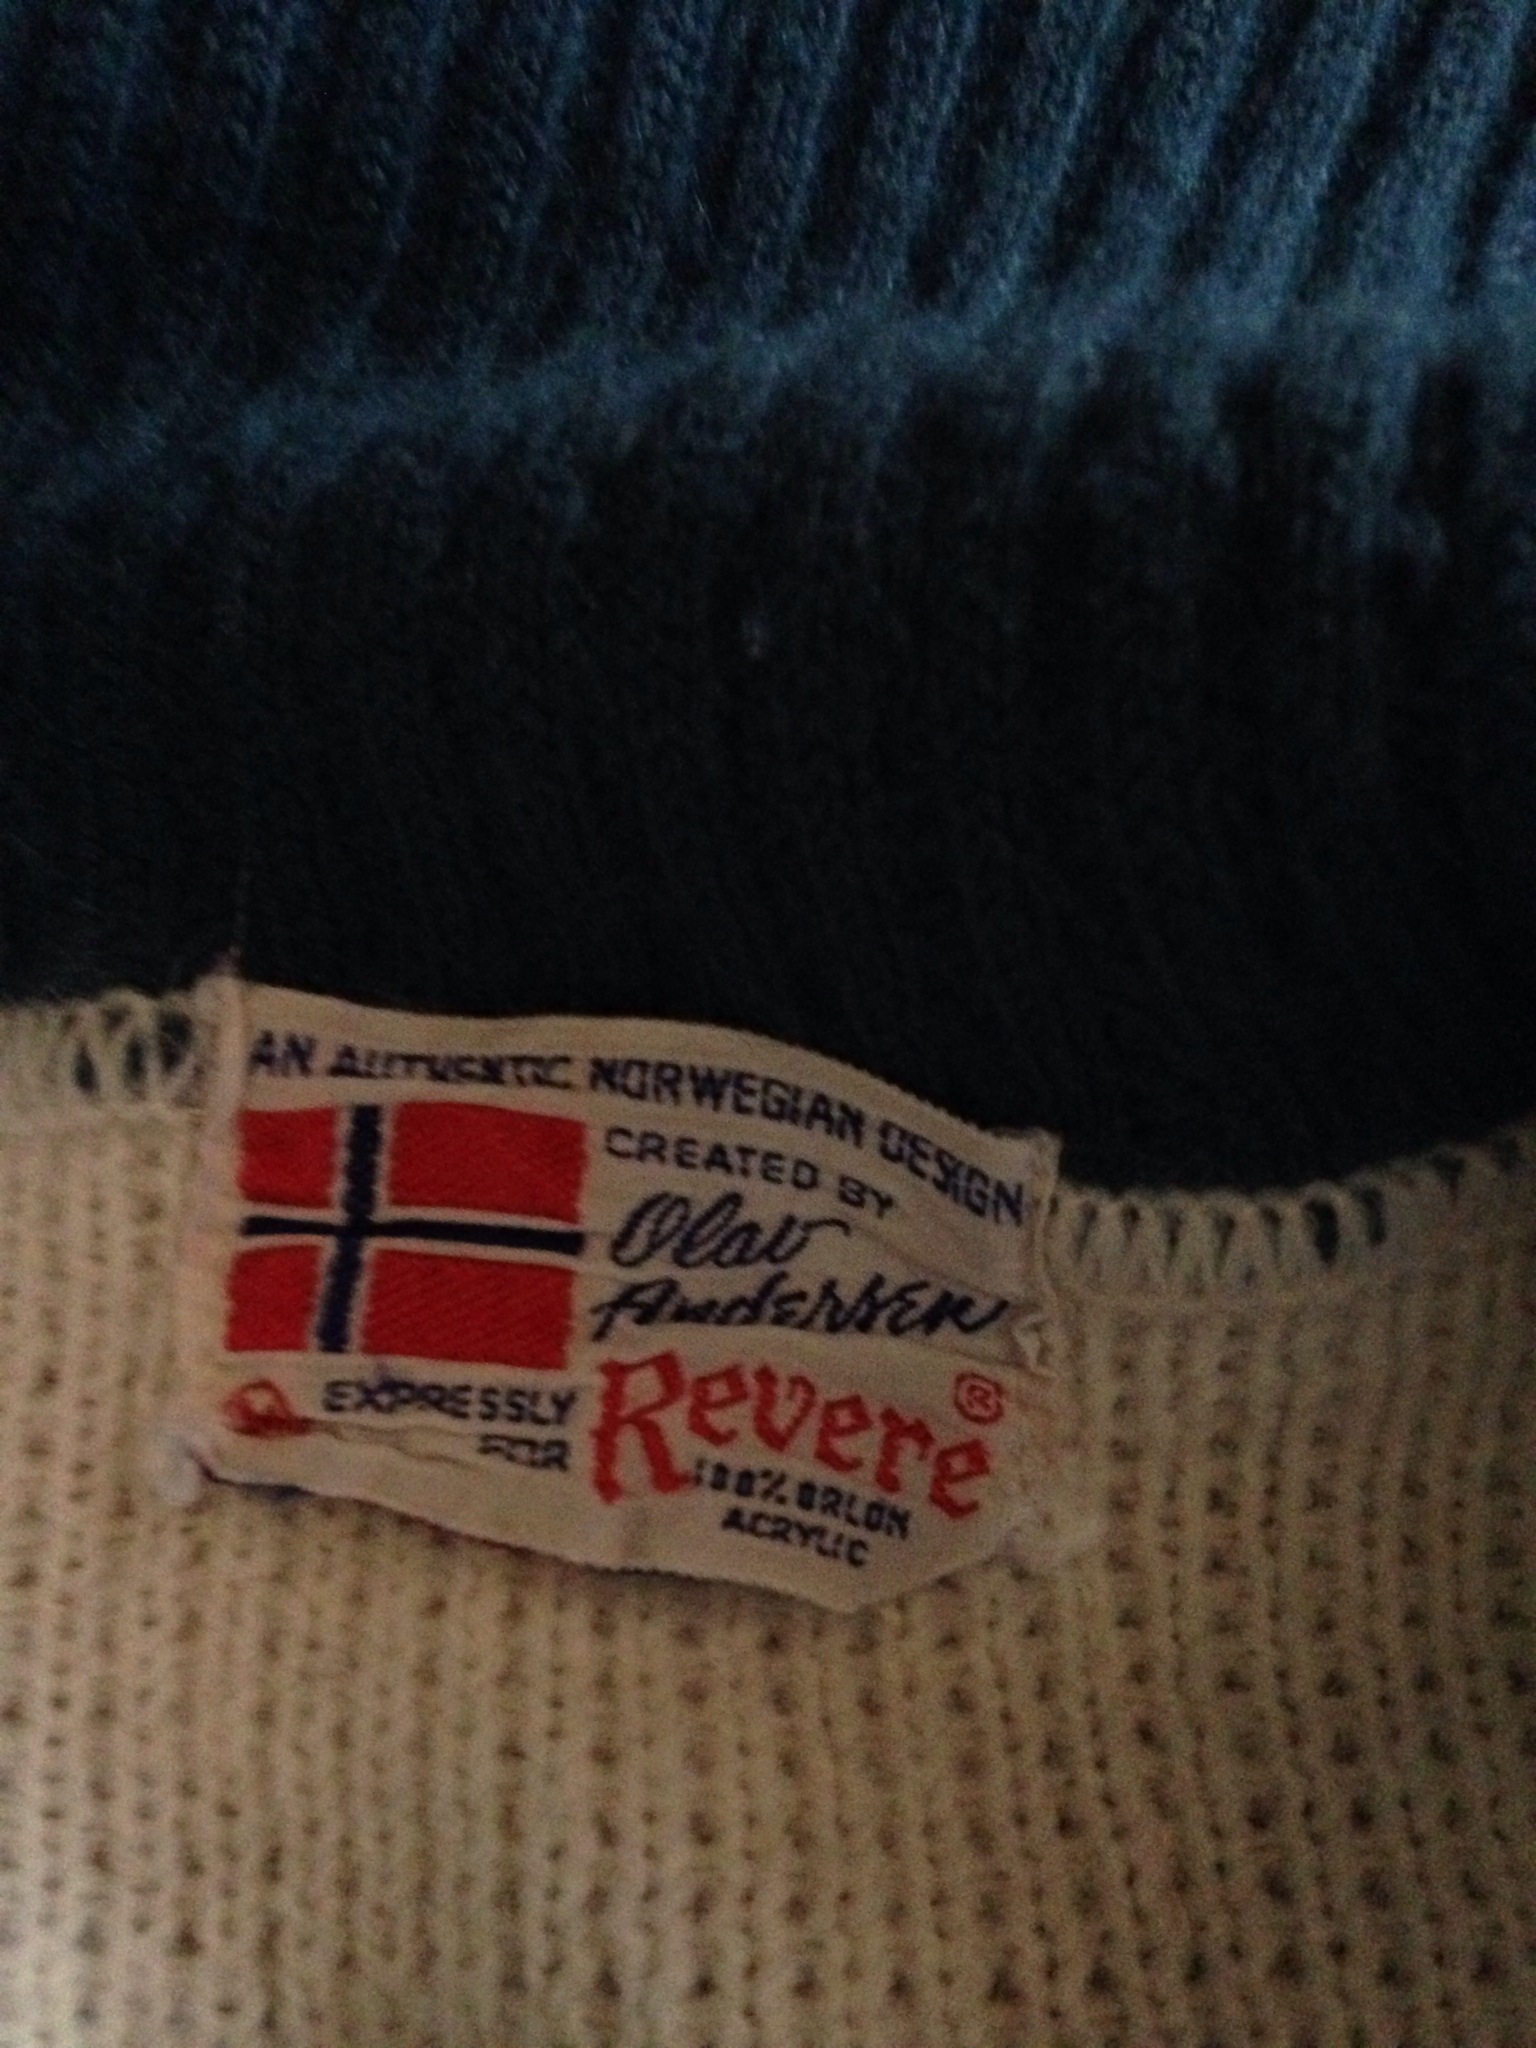 AN AUTHENTIC NORWEGIAN DESIGN
CREATED BY
Olav
Andersen
EXPRESSLY
FOR
Revere ®
100% ORLON
ACRYLIC